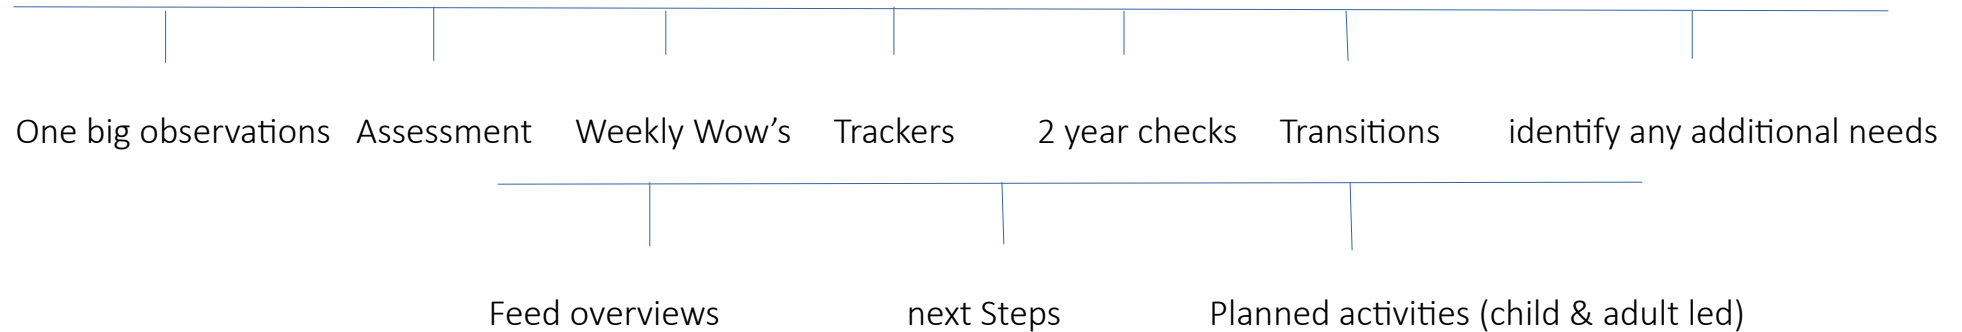 One big observations Assessment Weekly Wow’s Trackers 2 year checks Transitions identify any additional needs
Feed overviews next Steps Planned activities (child & adult led)